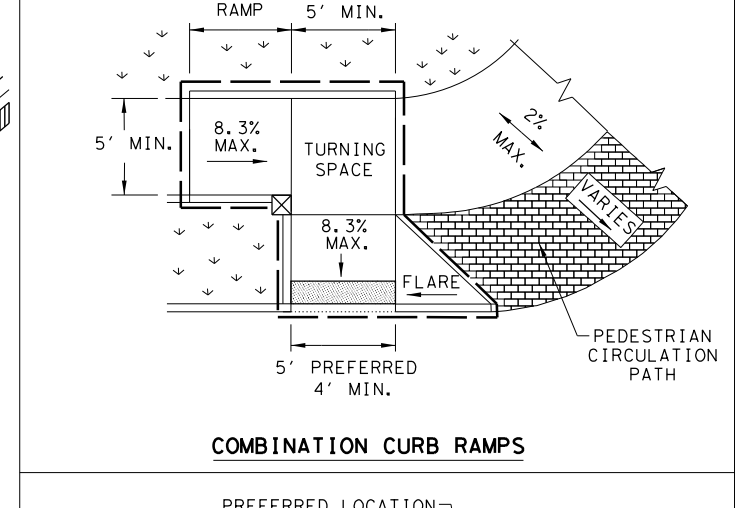 RAMP
5' MIN.
5' MIN.
8.3%
MAX.
TURNING
SPACE
2%
MAX.
VARIES
8.3%
MAX.
FLARE
PEDESTRIAN
CIRCULATION
PATH
5' PREFERRED
4' MIN.
COMBINATION CURB RAMPS
PREFERRED LOCATION